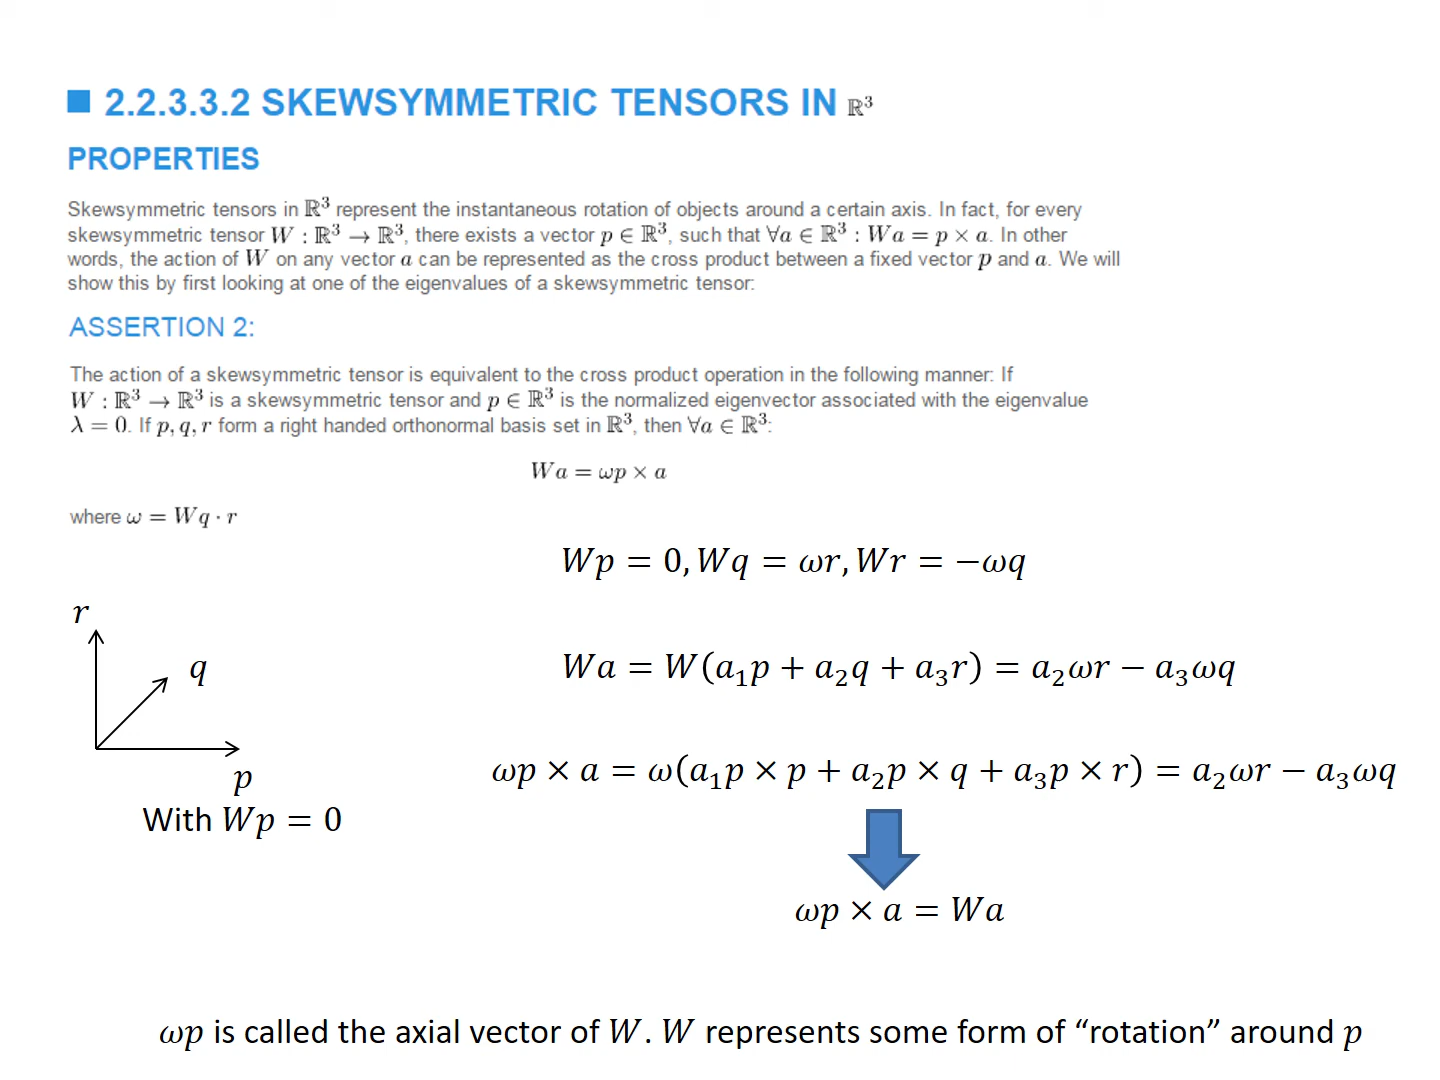 ■ 2.2.3.3.2 SKEWSYMMETRIC TENSORS IN ℝ³
PROPERTIES
Skewsymmetric tensors in ℝ³ represent the instantaneous rotation of objects around a certain axis. In fact, for every
skewsymmetric tensor W : ℝ³ → ℝ³, there exists a vector p ∈ ℝ³, such that ∀a ∈ ℝ³ : Wa = p × a. In other
words, the action of W on any vector a can be represented as the cross product between a fixed vector p and a. We will
show this by first looking at one of the eigenvalues of a skewsymmetric tensor:
ASSERTION 2:
The action of a skewsymmetric tensor is equivalent to the cross product operation in the following manner: If
W : ℝ³ → ℝ³ is a skewsymmetric tensor and p ∈ ℝ³ is the normalized eigenvector associated with the eigenvalue
λ = 0. If p, q, r form a right handed orthonormal basis set in ℝ³, then ∀a ∈ ℝ³:
Wa = ωp × a
where ω = Wq · r
Wp = 0, Wq = ωr, Wr = −ωq
r
q
p
With Wp = 0
Wa = W(a₁p + a₂q + a₃r) = a₂ωr − a₃ωq
ωp × a = ω(a₁p × p + a₂p × q + a₃p × r) = a₂ωr − a₃ωq
ωp × a = Wa
ωp is called the axial vector of W. W represents some form of “rotation” around p